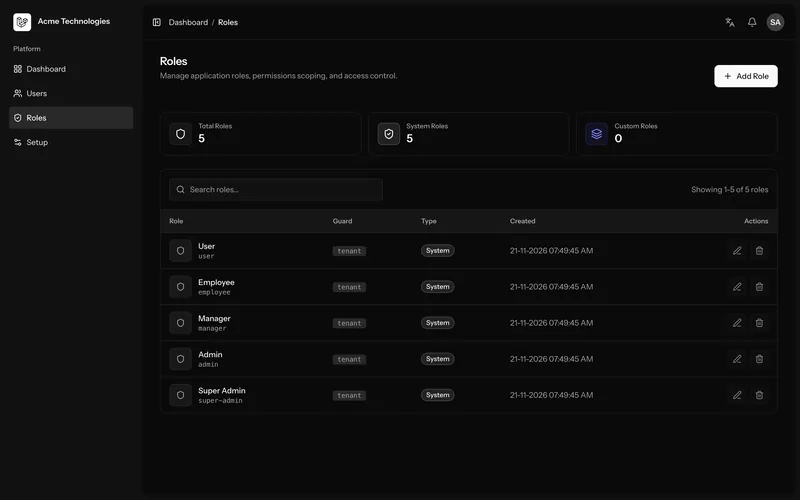 Acme Technologies
Platform
Dashboard
Users
Roles
Setup
Dashboard / Roles
SA
Roles
Manage application roles, permissions scoping, and access control.
+ Add Role
Total Roles
5
System Roles
5
Custom Roles
0
Search roles...
Showing 1-5 of 5 roles
Role Guard Type Created Actions
User
user
tenant System 21-11-2026 07:49:45 AM
Employee
employee
tenant System 21-11-2026 07:49:45 AM
Manager
manager
tenant System 21-11-2026 07:49:45 AM
Admin
admin
tenant System 21-11-2026 07:49:45 AM
Super Admin
super-admin
tenant System 21-11-2026 07:49:45 AM